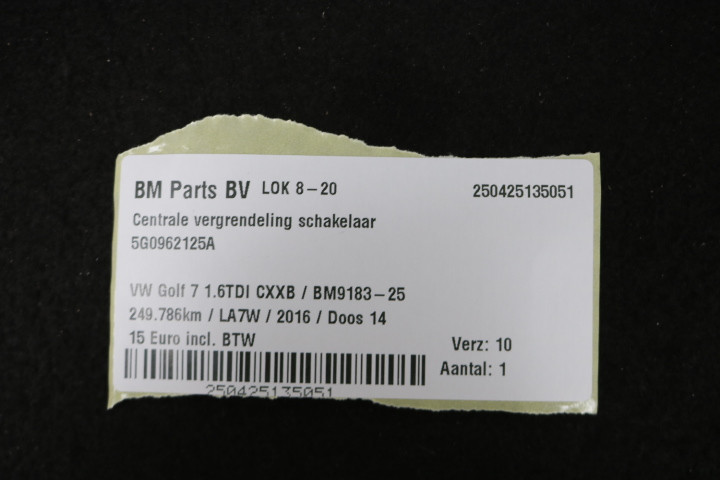 BM Parts BV LOK 8-20 250425135051
Centrale vergrendeling schakelaar
5G0962125A
VW Golf 7 1.6TDI CXXB / BM9183-25
249.786km / LA7W / 2016 / Doos 14
15 Euro incl. BTW Verz: 10
Aantal: 1
250425135051